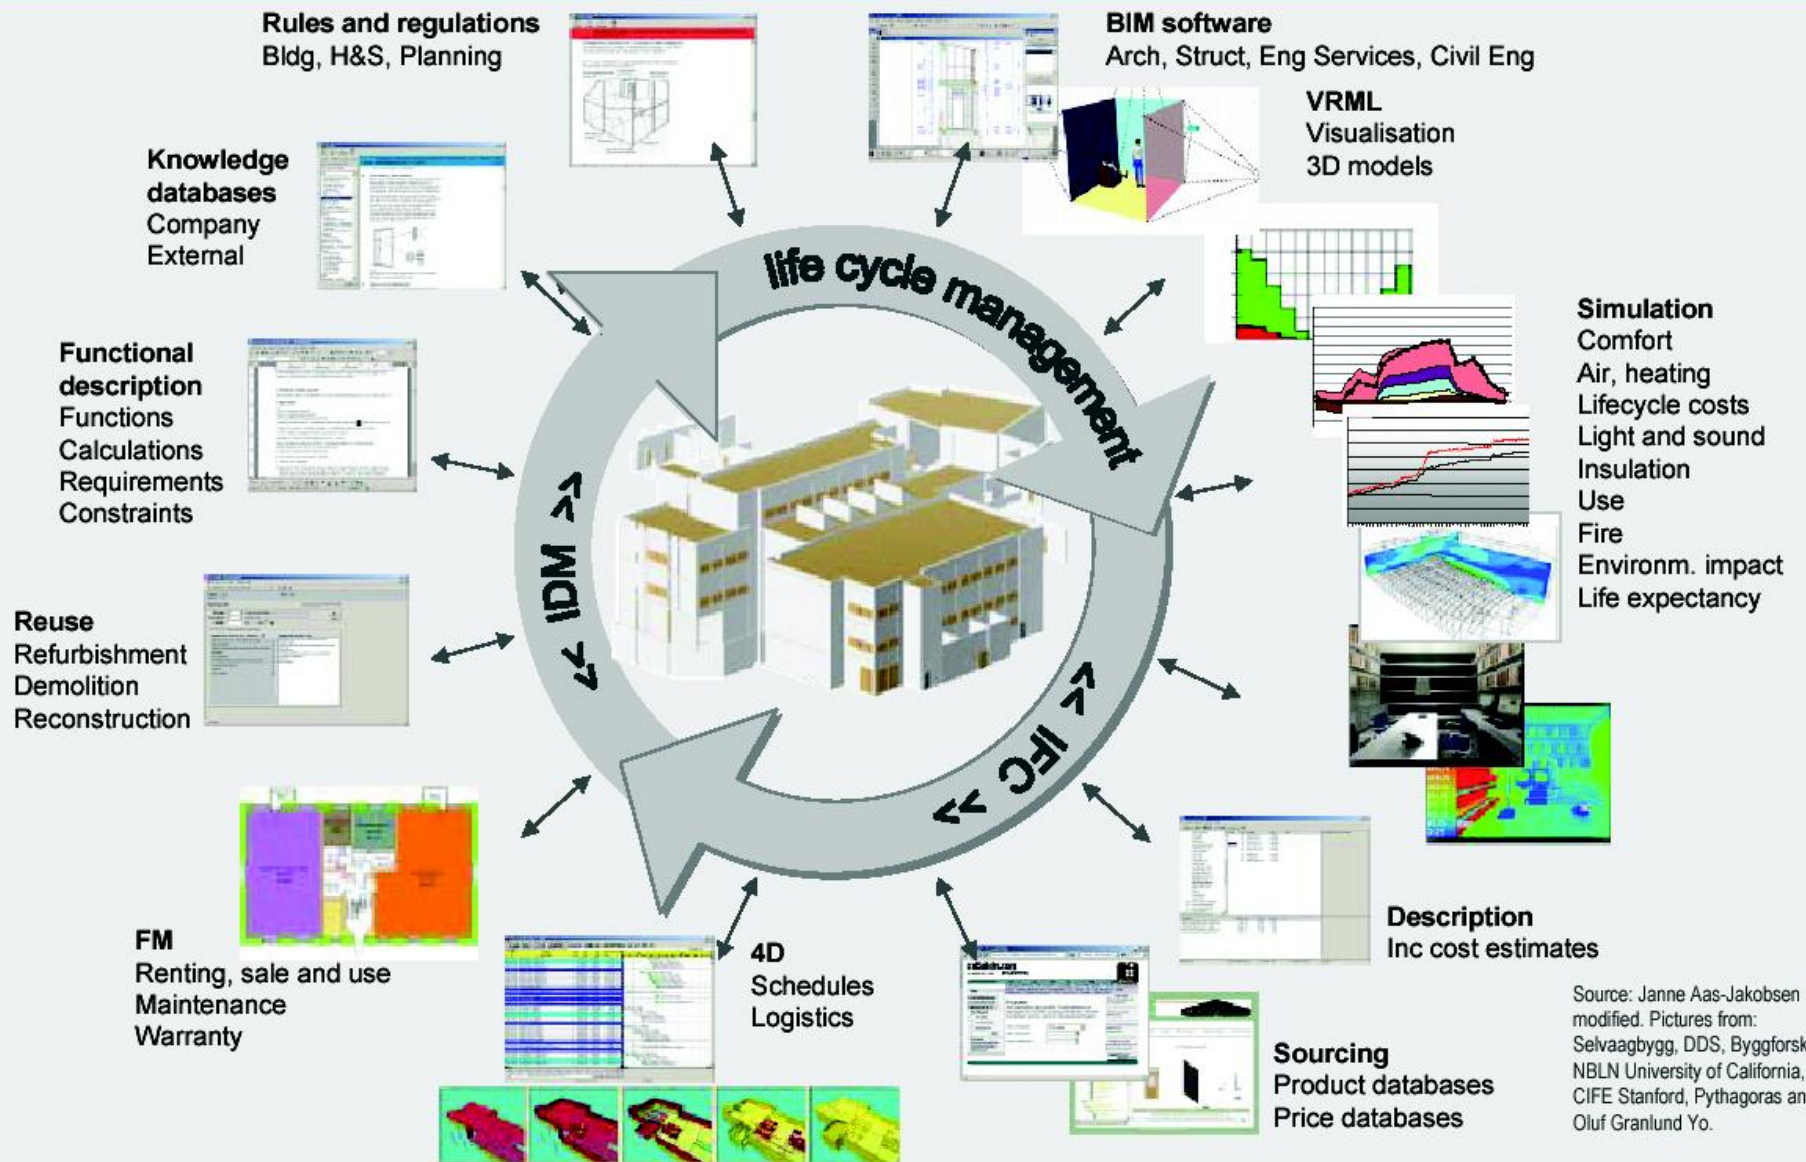 Rules and regulations
Bldg, H&S, Planning
BIM software
Arch, Struct, Eng Services, Civil Eng
VRML
Visualisation
3D models
Knowledge
databases
Company
External
life cycle management
Simulation
Comfort
Air, heating
Lifecycle costs
Light and sound
Insulation
Use
Fire
Environm. impact
Life expectancy
Functional
description
Functions
Calculations
Requirements
Constraints
<< IDM >>
<< IFC >>
Reuse
Refurbishment
Demolition
Reconstruction
FM
Renting, sale and use
Maintenance
Warranty
4D
Schedules
Logistics
Description
Inc cost estimates
Sourcing
Product databases
Price databases
Source: Janne Aas-Jakobsen
modified. Pictures from:
Selvaagbygg, DDS, Byggforsk
NBLN University of California,
CIFE Stanford, Pythagoras an
Oluf Granlund Yo.